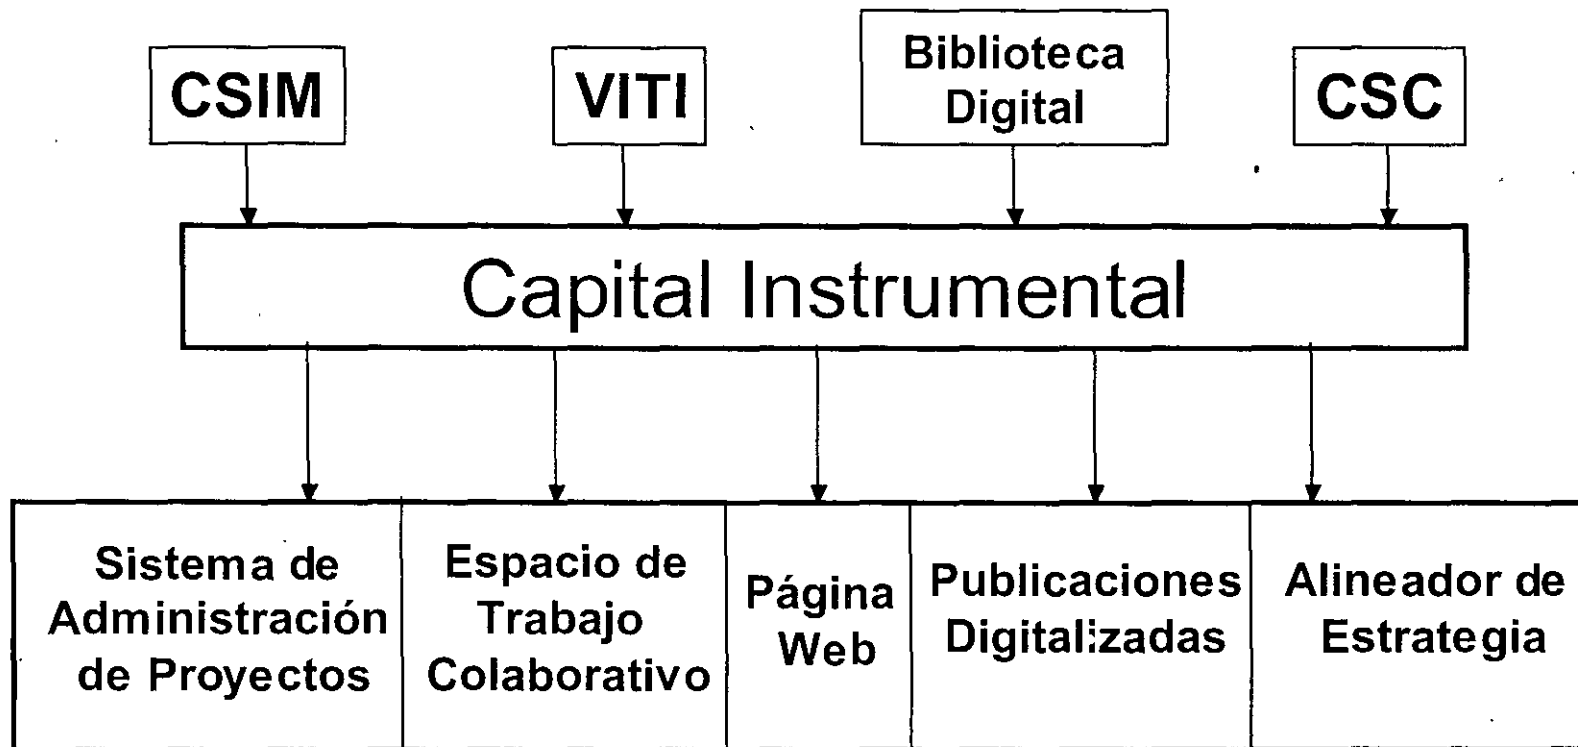 CSIM
VITI
Biblioteca
Digital
CSC
Capital Instrumental
Sistema de
Administración
de Proyectos
Espacio de
Trabajo
Colaborativo
Página
Web
Publicaciones
Digitalizadas
Alineador de
Estrategia